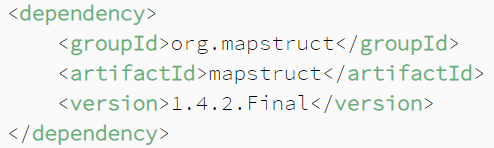 <dependency>
    <groupId>org.mapstruct</groupId>
    <artifactId>mapstruct</artifactId>
    <version>1.4.2.Final</version>
</dependency>